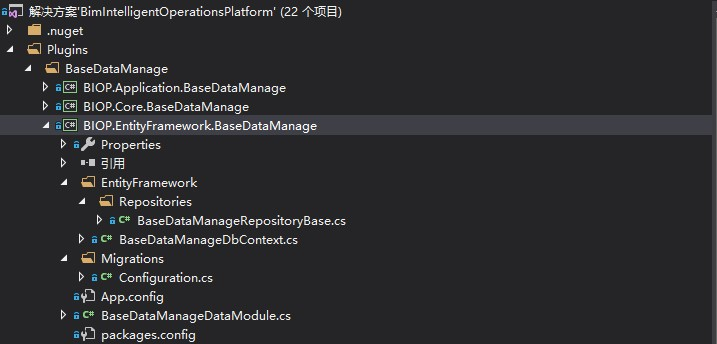 解决方案'BimIntelligentOperationsPlatform' (22 个项目)
.nuget
Plugins
BaseDataManage
C# BIOP.Application.BaseDataManage
C# BIOP.Core.BaseDataManage
C# BIOP.EntityFramework.BaseDataManage
Properties
引用
EntityFramework
Repositories
C# BaseDataManageRepositoryBase.cs
C# BaseDataManageDbContext.cs
Migrations
C# Configuration.cs
App.config
C# BaseDataManageDataModule.cs
packages.config